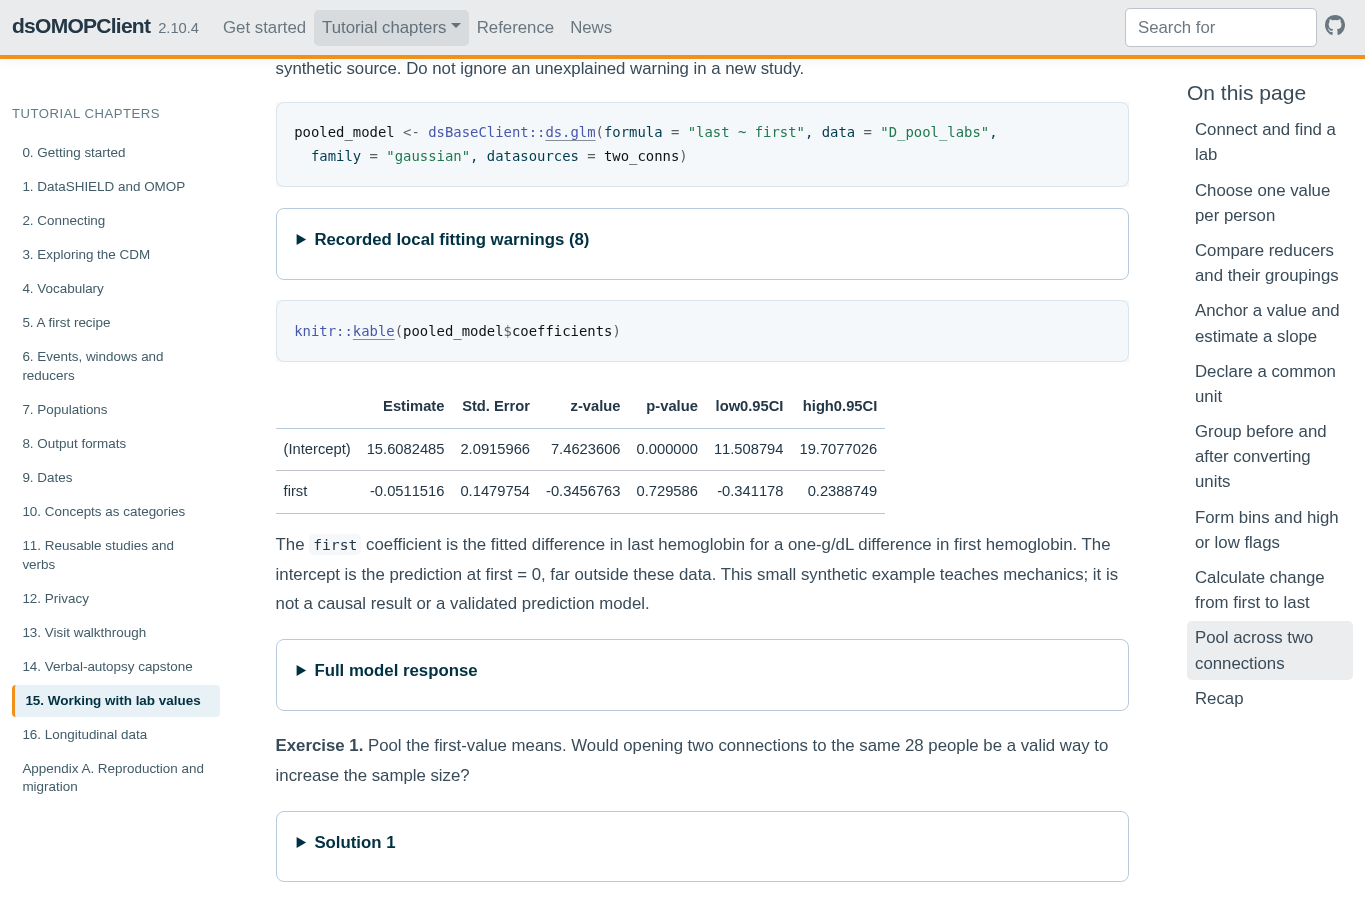 dsOMOPClient 2.10.4 Get started Tutorial chapters Reference News Search for
TUTORIAL CHAPTERS
0. Getting started
1. DataSHIELD and OMOP
2. Connecting
3. Exploring the CDM
4. Vocabulary
5. A first recipe
6. Events, windows and
reducers
7. Populations
8. Output formats
9. Dates
10. Concepts as categories
11. Reusable studies and
verbs
12. Privacy
13. Visit walkthrough
14. Verbal-autopsy capstone
15. Working with lab values
16. Longitudinal data
Appendix A. Reproduction and
migration
synthetic source. Do not ignore an unexplained warning in a new study.
pooled_model <- dsBaseClient::ds.glm(formula = "last ~ first", data = "D_pool_labs",
family = "gaussian", datasources = two_conns)
Recorded local fitting warnings (8)
knitr::kable(pooled_model$coefficients)
Estimate Std. Error z-value p-value low0.95CI high0.95CI
(Intercept) 15.6082485 2.0915966 7.4623606 0.000000 11.508794 19.7077026
first -0.0511516 0.1479754 -0.3456763 0.729586 -0.341178 0.2388749
The first coefficient is the fitted difference in last hemoglobin for a one-g/dL difference in first hemoglobin. The
intercept is the prediction at first = 0, far outside these data. This small synthetic example teaches mechanics; it is
not a causal result or a validated prediction model.
Full model response
Exercise 1. Pool the first-value means. Would opening two connections to the same 28 people be a valid way to
increase the sample size?
Solution 1
On this page
Connect and find a
lab
Choose one value
per person
Compare reducers
and their groupings
Anchor a value and
estimate a slope
Declare a common
unit
Group before and
after converting
units
Form bins and high
or low flags
Calculate change
from first to last
Pool across two
connections
Recap